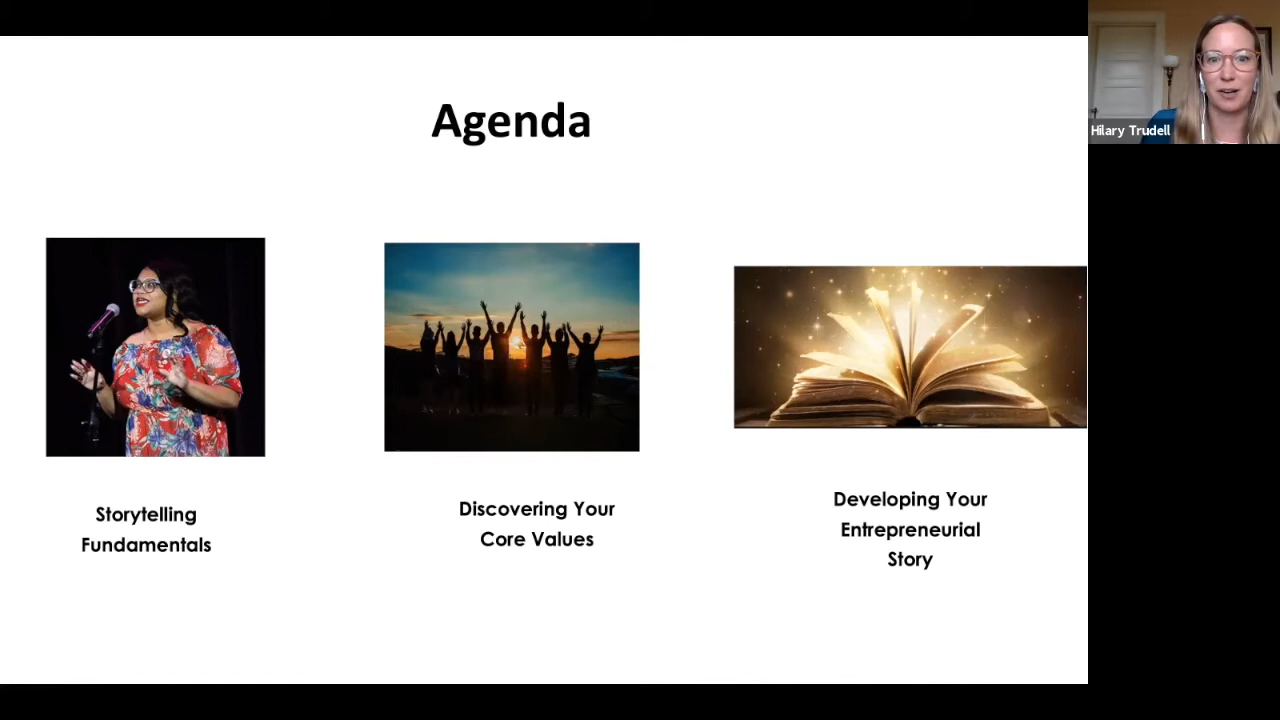 Agenda
Hilary Trudell
Storytelling
Fundamentals
Discovering Your
Core Values
Developing Your
Entrepreneurial
Story